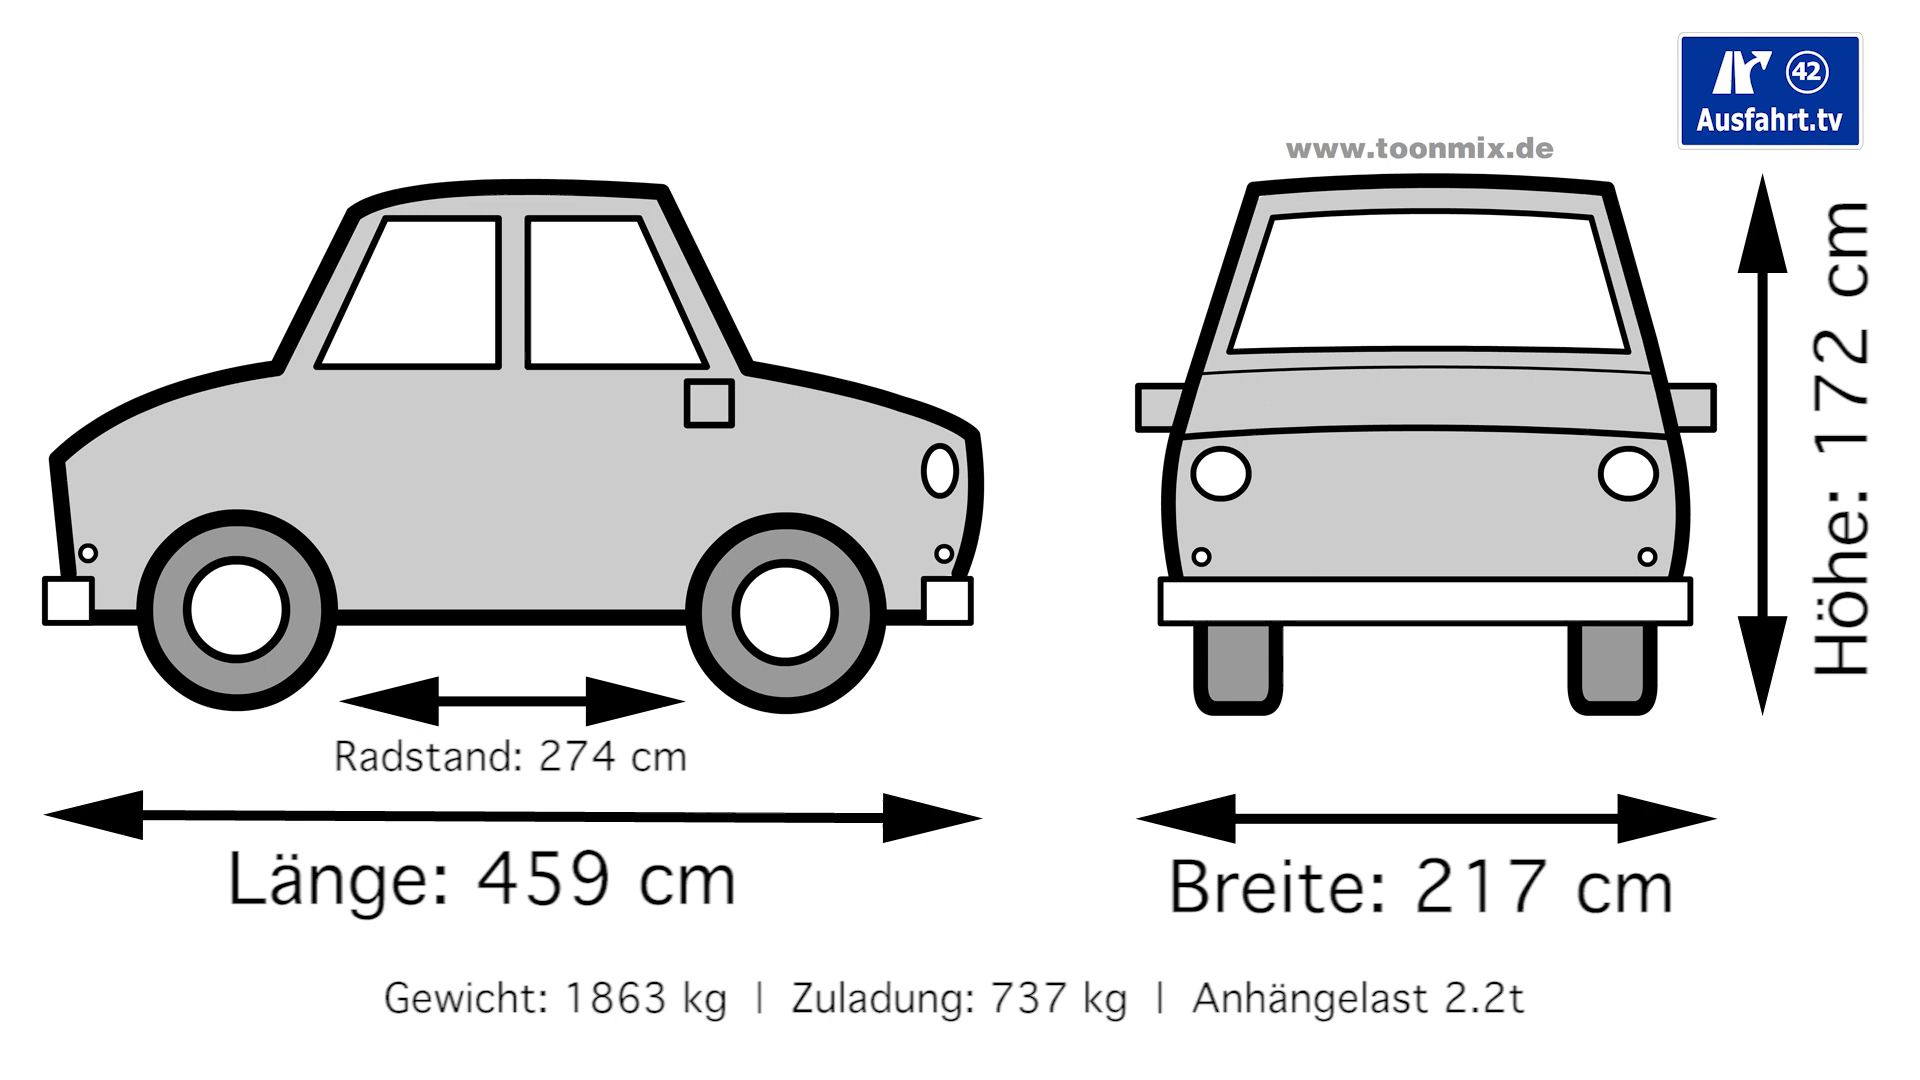 42
Ausfahrt.tv
www.toonmix.de
Höhe: 172 cm
Radstand: 274 cm
Länge: 459 cm
Breite: 217 cm
Gewicht: 1863 kg | Zuladung: 737 kg | Anhängelast 2.2t